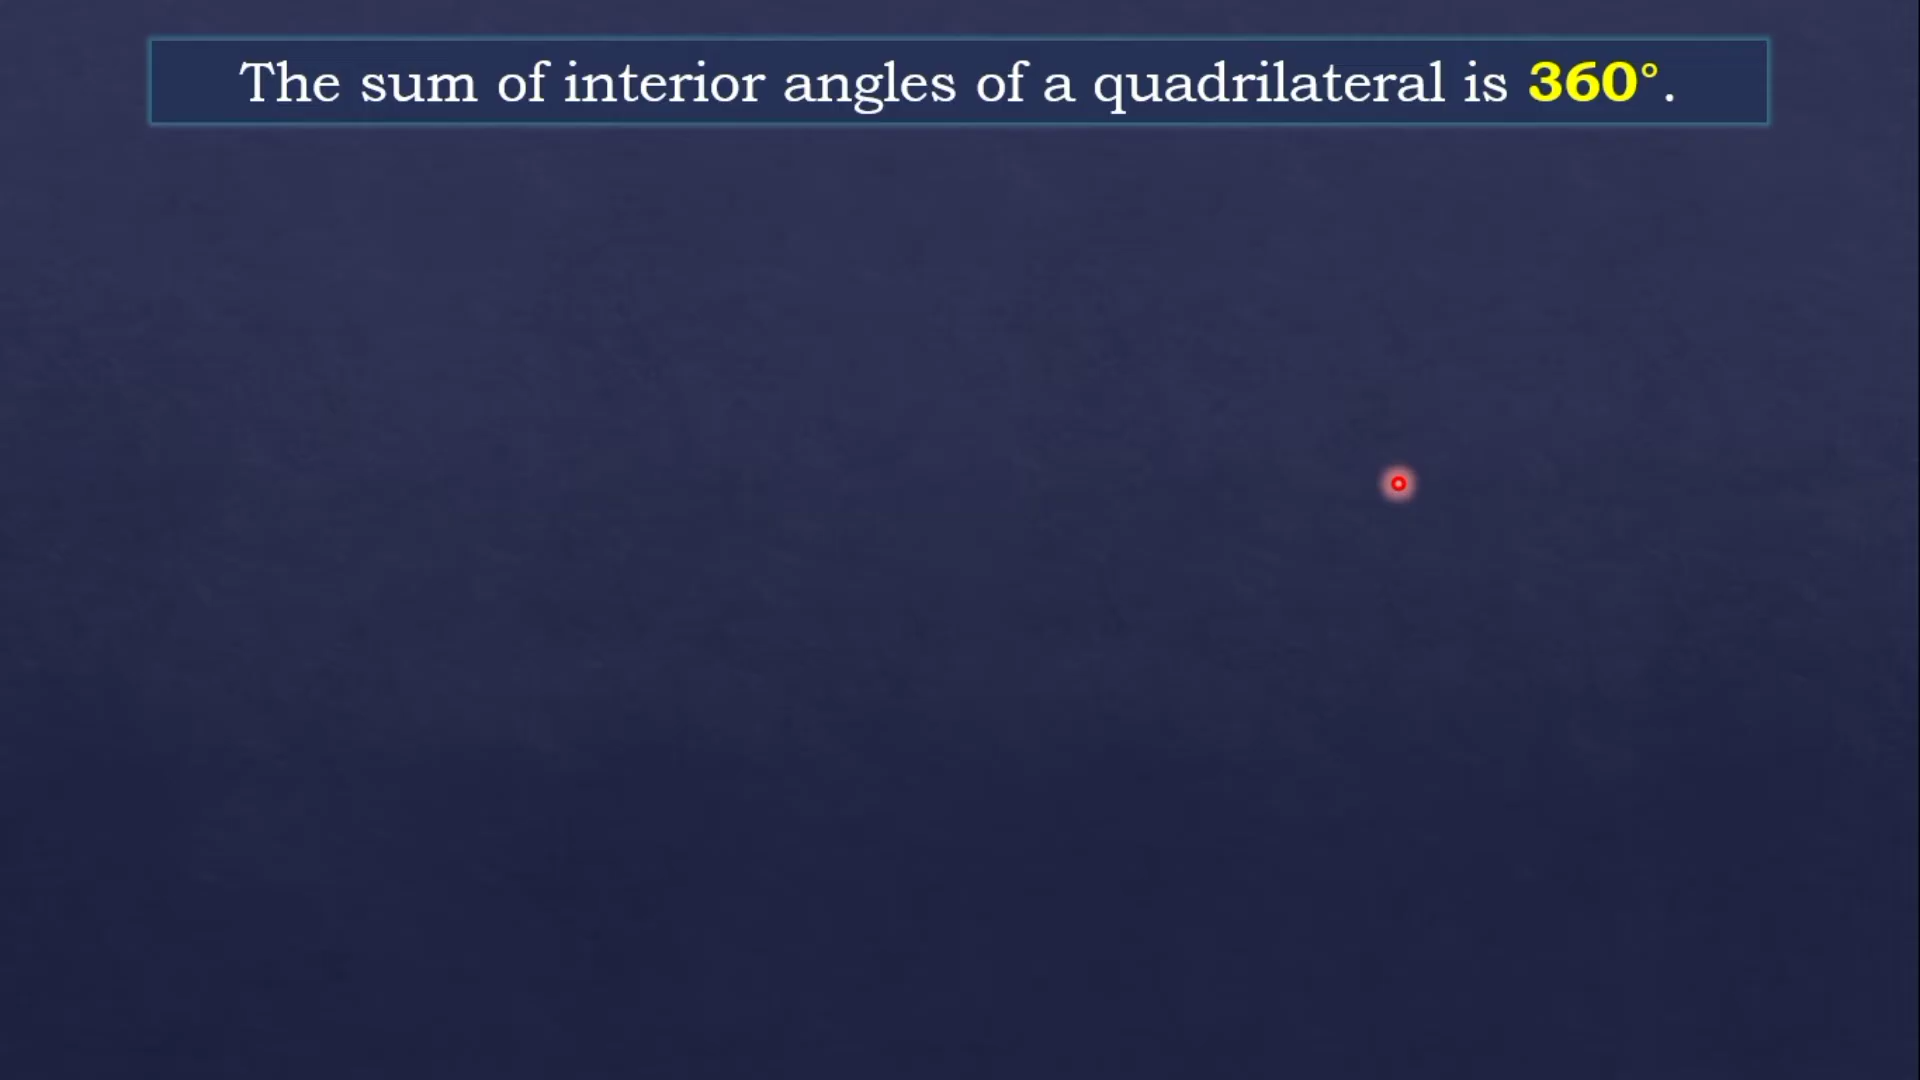 The sum of interior angles of a quadrilateral is 360°.